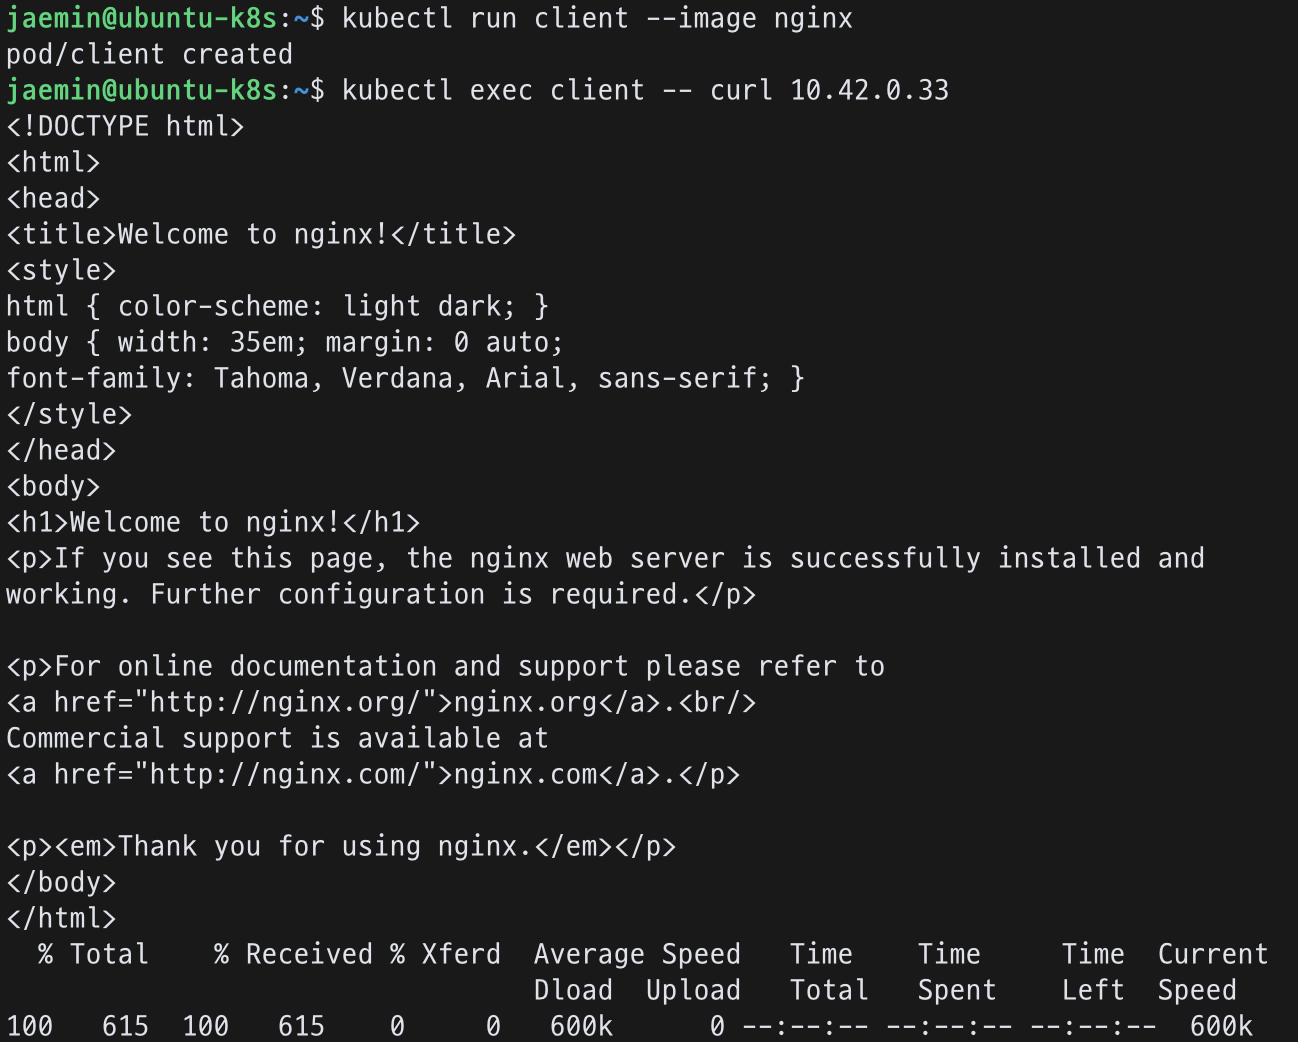 jaemin@ubuntu-k8s:~$ kubectl run client --image nginx
pod/client created
jaemin@ubuntu-k8s:~$ kubectl exec client -- curl 10.42.0.33
<!DOCTYPE html>
<html>
<head>
<title>Welcome to nginx!</title>
<style>
html { color-scheme: light dark; }
body { width: 35em; margin: 0 auto;
font-family: Tahoma, Verdana, Arial, sans-serif; }
</style>
</head>
<body>
<h1>Welcome to nginx!</h1>
<p>If you see this page, the nginx web server is successfully installed and
working. Further configuration is required.</p>

<p>For online documentation and support please refer to
<a href="http://nginx.org/">nginx.org</a>.<br/>
Commercial support is available at
<a href="http://nginx.com/">nginx.com</a>.</p>

<p><em>Thank you for using nginx.</em></p>
</body>
</html>
  % Total    % Received % Xferd  Average Speed   Time    Time     Time  Current
                                 Dload  Upload   Total   Spent    Left  Speed
100   615  100   615    0     0   600k      0 --:--:-- --:--:-- --:--:--  600k